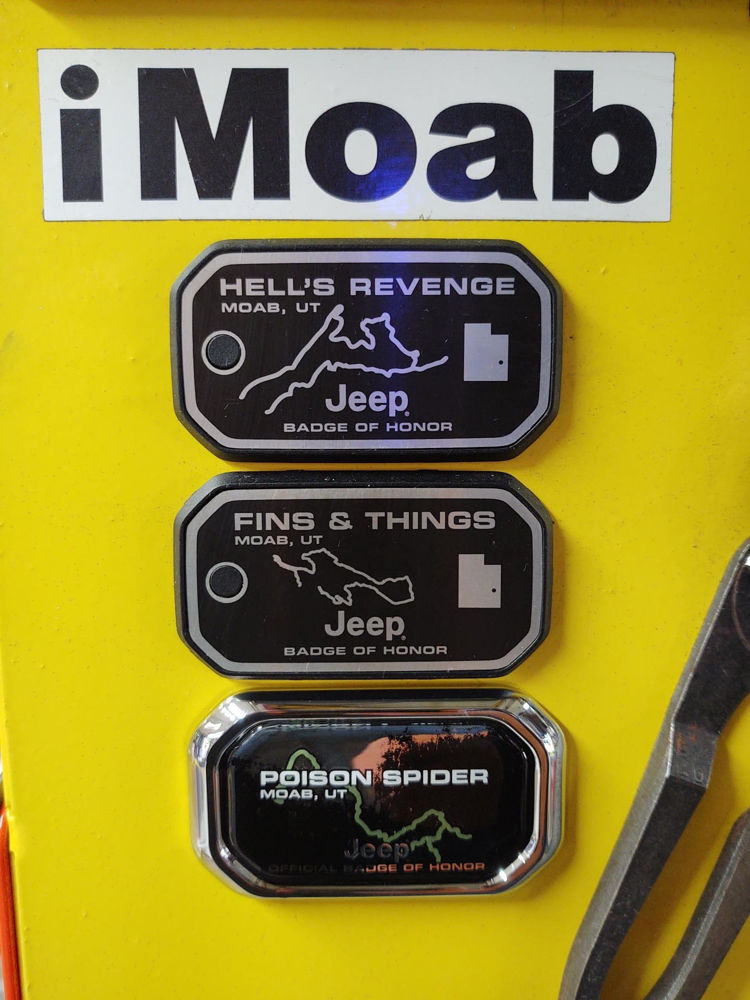 iMoab
HELL'S REVENGE
MOAB, UT
Jeep®
BADGE OF HONOR
FINS & THINGS
MOAB, UT
Jeep®
BADGE OF HONOR
POISON SPIDER
MOAB, UT
Jeep
OFFICIAL BADGE OF HONOR